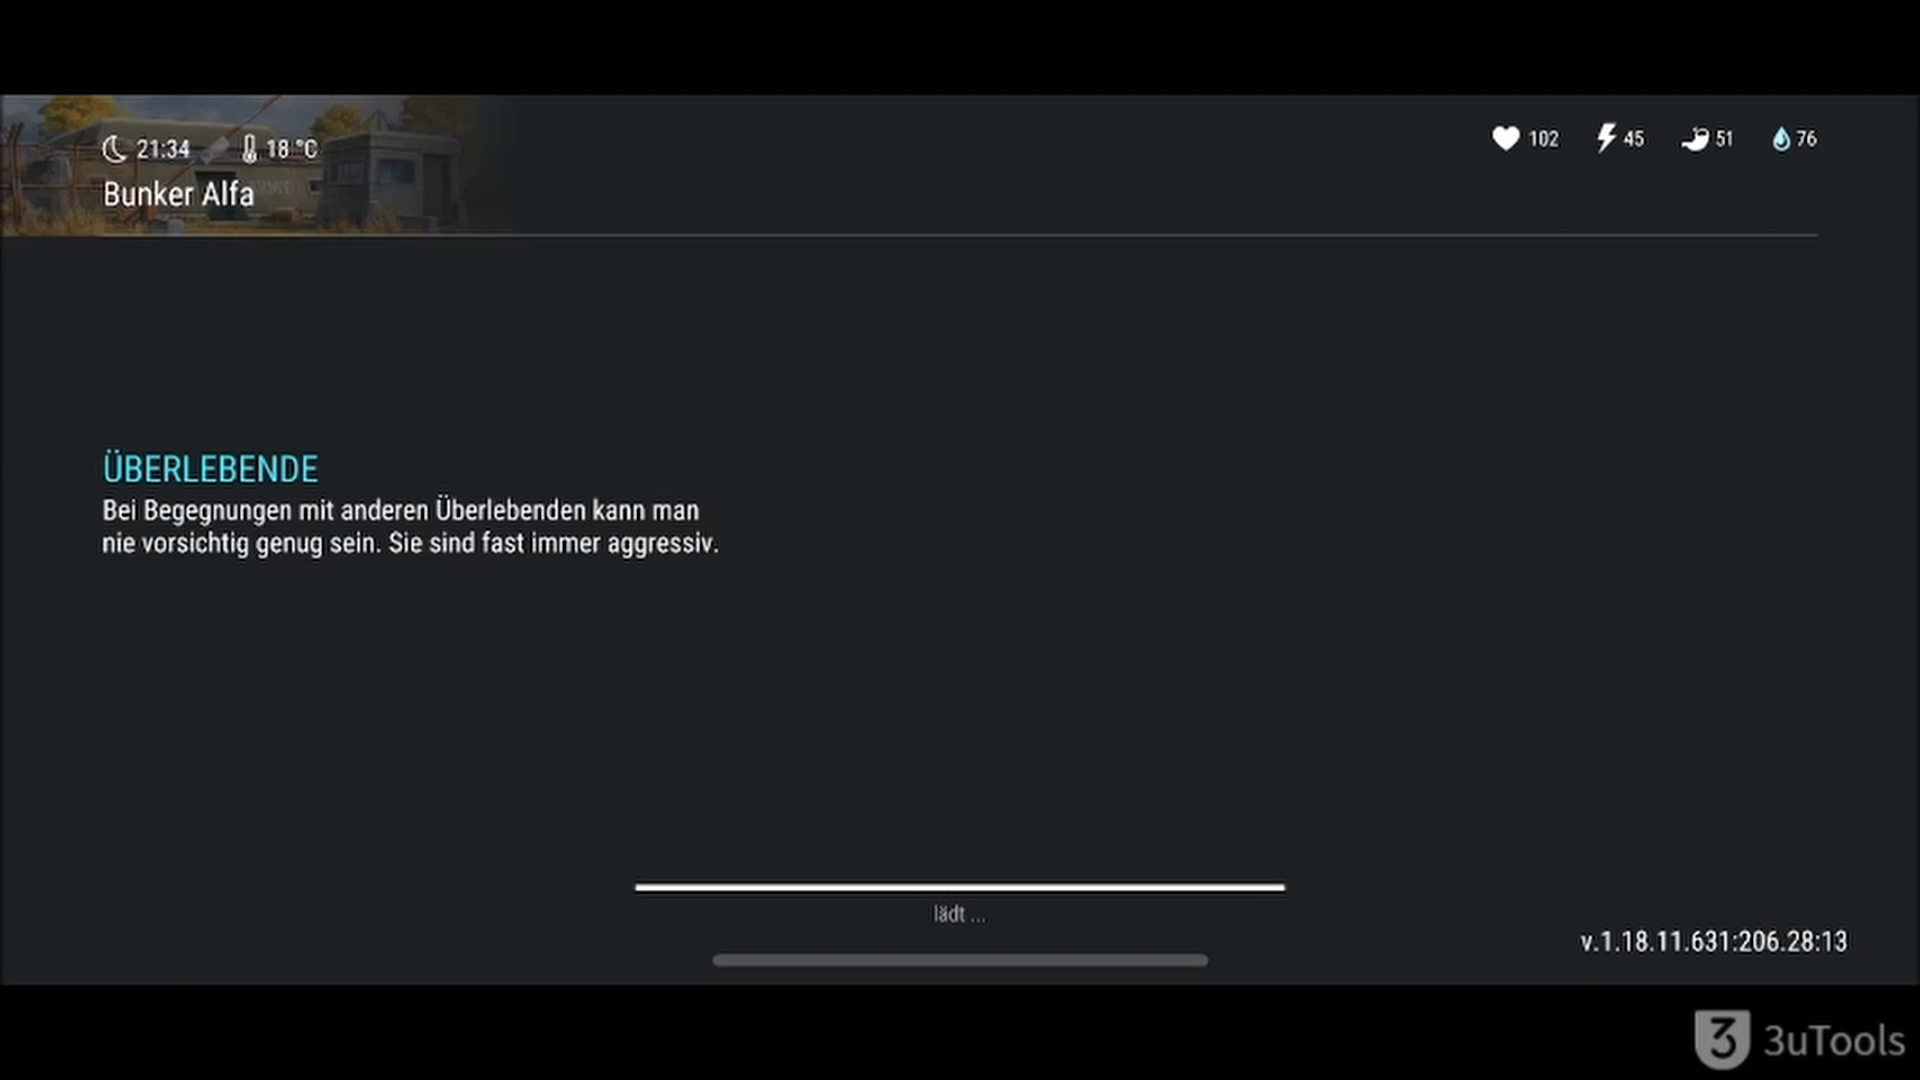 21:34 18 °C
Bunker Alfa
102 45 51 76
ÜBERLEBENDE
Bei Begegnungen mit anderen Überlebenden kann man
nie vorsichtig genug sein. Sie sind fast immer aggressiv.
lädt ...
v.1.18.11.631:206.28:13
3uTools